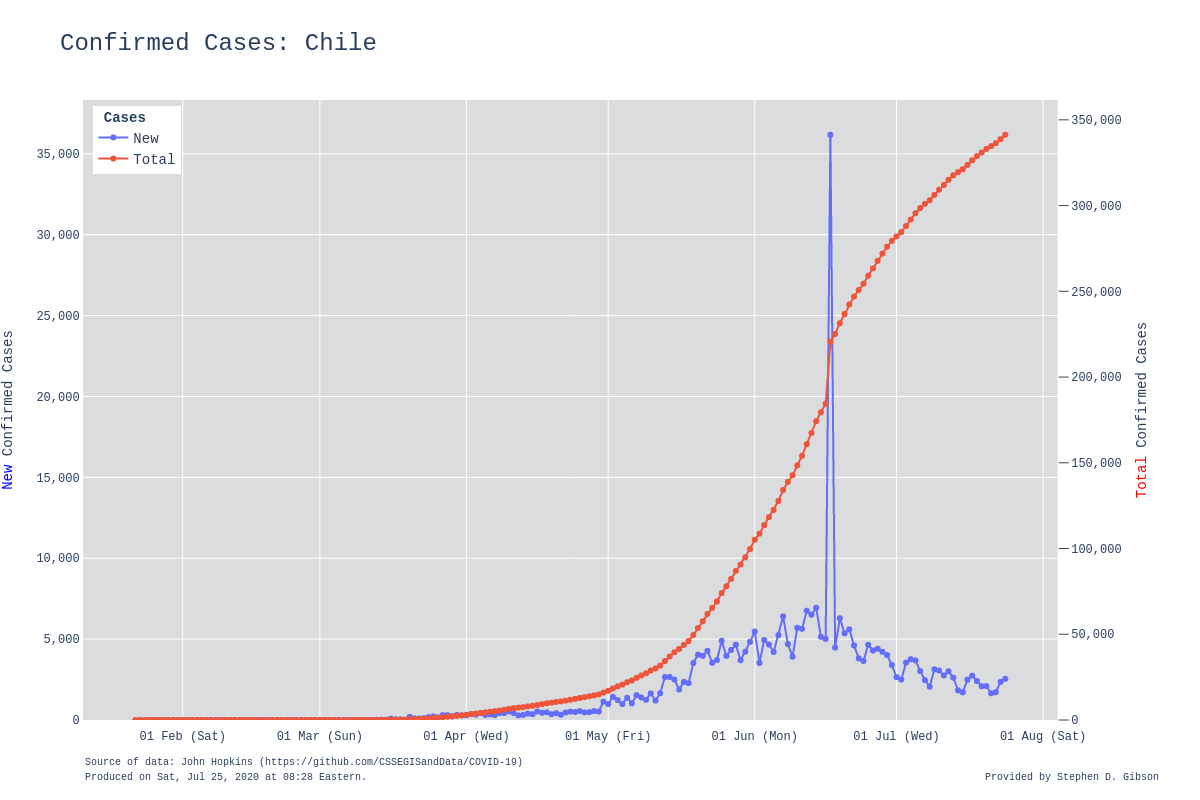 Confirmed Cases: Chile
Cases
New
Total
35,000
30,000
25,000
20,000
15,000
10,000
5,000
0
New Confirmed Cases
350,000
300,000
250,000
200,000
150,000
100,000
50,000
0
Total Confirmed Cases
01 Feb (Sat)
01 Mar (Sun)
01 Apr (Wed)
01 May (Fri)
01 Jun (Mon)
01 Jul (Wed)
01 Aug (Sat)
Source of data: John Hopkins (https://github.com/CSSEGISandData/COVID-19)
Produced on Sat, Jul 25, 2020 at 08:28 Eastern.
Provided by Stephen D. Gibson